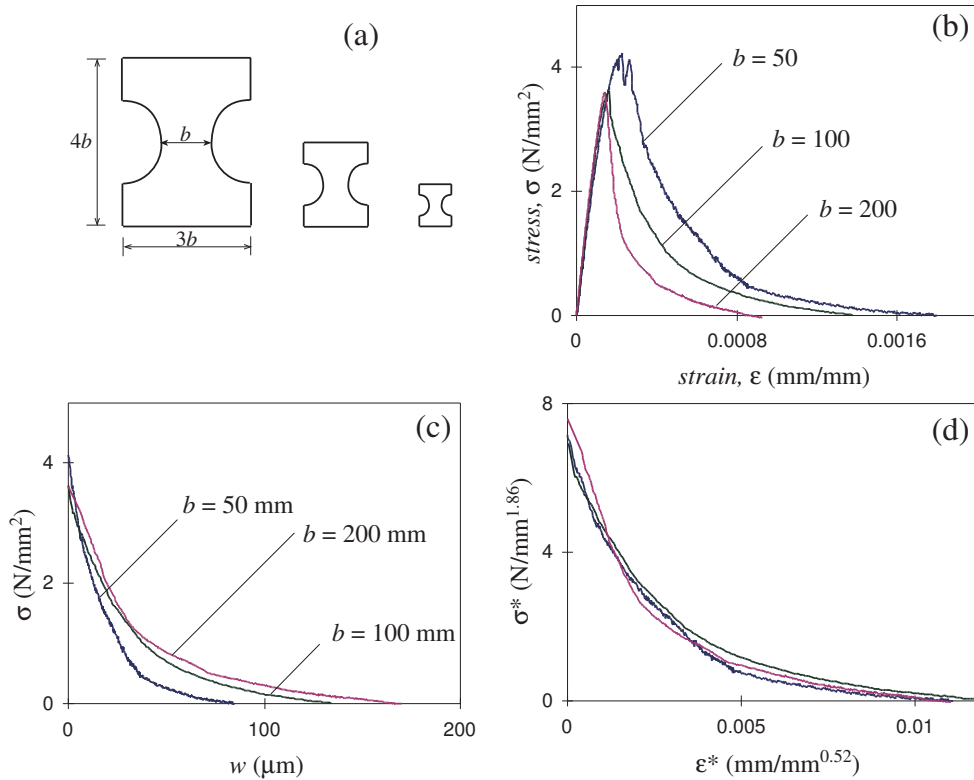 (a)
4b
b
3b
(b)
stress, σ (N/mm²)
4
2
0
b = 50
b = 100
b = 200
0
0.0008
0.0016
strain, ε (mm/mm)
(c)
σ (N/mm²)
4
2
0
b = 50 mm
b = 200 mm
b = 100 mm
0
100
200
w (μm)
(d)
σ* (N/mm¹·⁸⁶)
8
4
0
0
0.005
0.01
ε* (mm/mm⁰·⁵²)